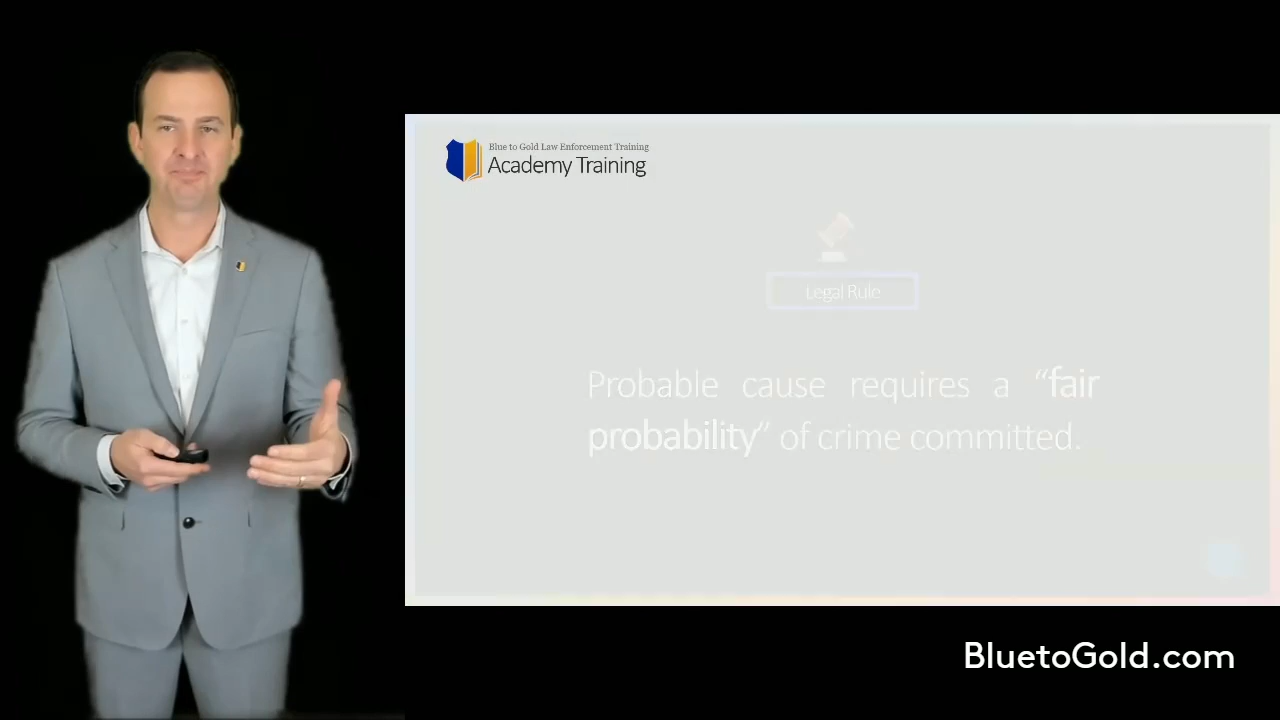 Blue to Gold Law Enforcement Training
Academy Training
Legal Rule
Probable cause requires a “fair
probability” of crime committed.
BluetoGold.com